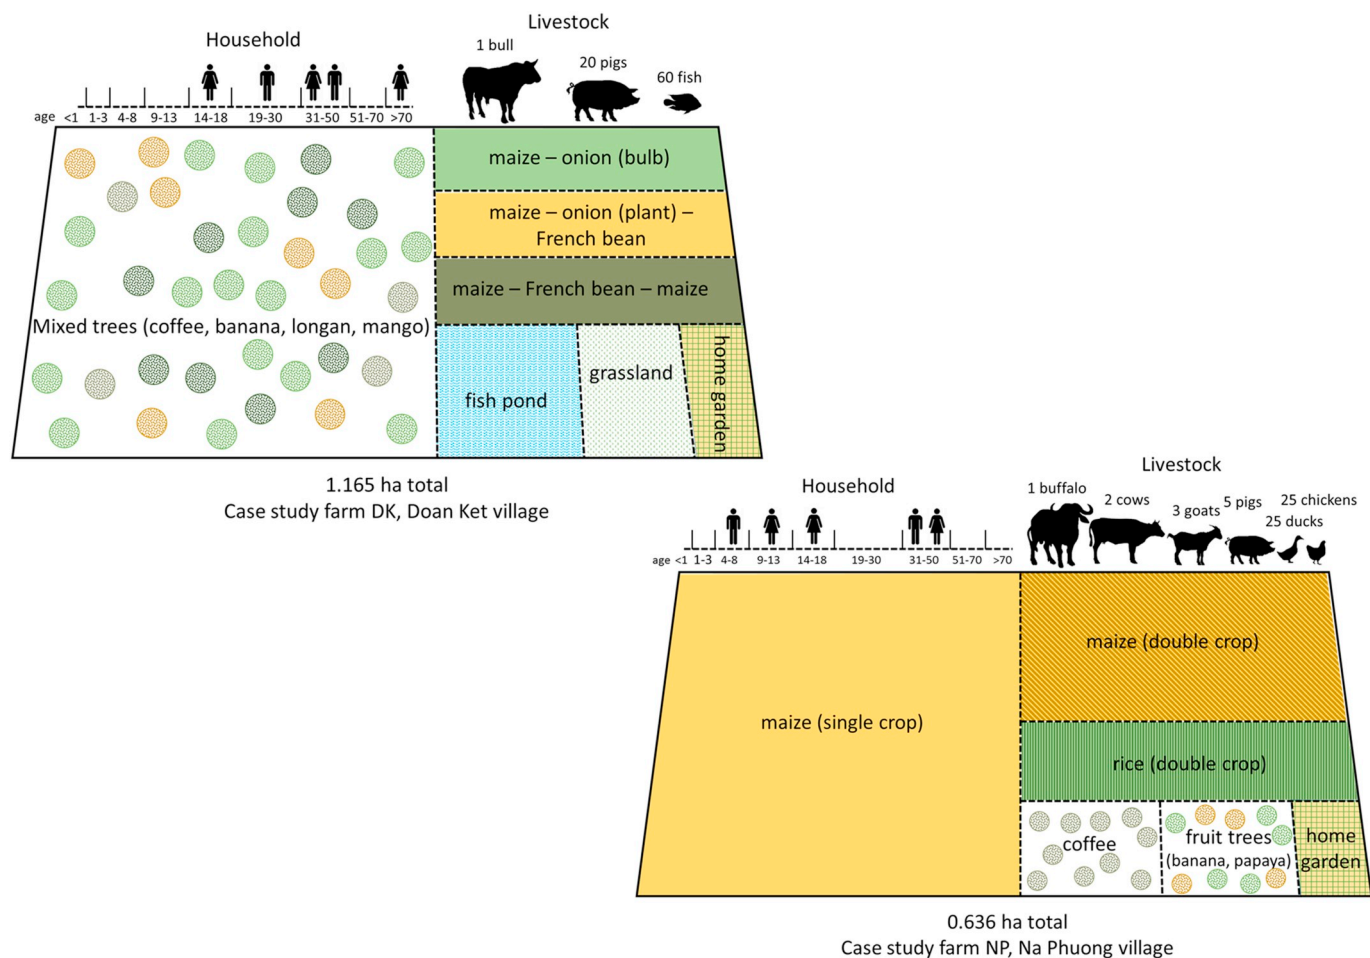 Household
Livestock
1 bull
20 pigs
60 fish
age <1 1-3 4-8 9-13 14-18 19-30 31-50 51-70 >70
maize – onion (bulb)
maize – onion (plant) –
French bean
maize – French bean – maize
Mixed trees (coffee, banana, longan, mango)
fish pond
grassland
home garden
1.165 ha total
Case study farm DK, Doan Ket village
Household
Livestock
1 buffalo
2 cows
3 goats
5 pigs
25 chickens
25 ducks
age <1 1-3 4-8 9-13 14-18 19-30 31-50 51-70 >70
maize (single crop)
maize (double crop)
rice (double crop)
coffee
fruit trees
(banana, papaya)
home
garden
0.636 ha total
Case study farm NP, Na Phuong village